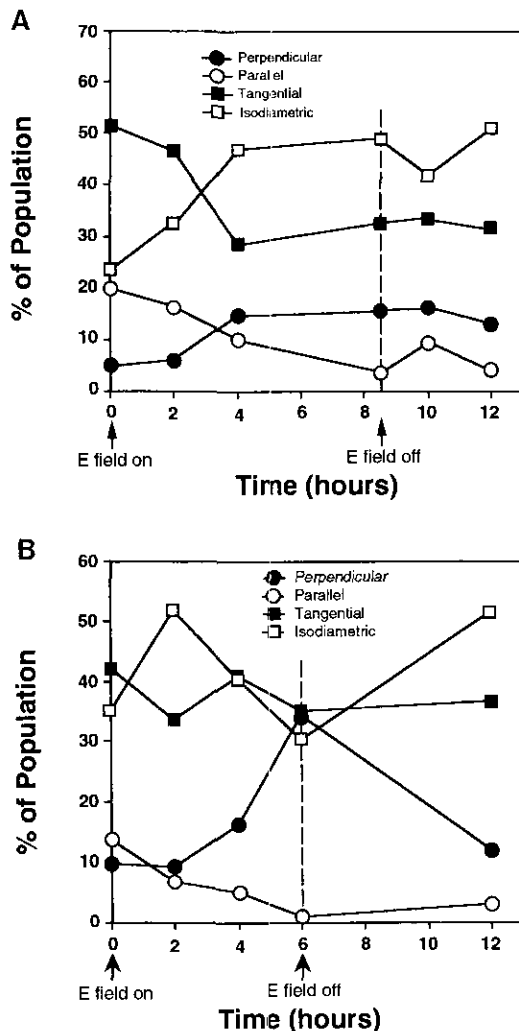 A
70
60
50
40
30
20
10
0
% of Population
Perpendicular
Parallel
Tangential
Isodiametric
0 2 4 6 8 10 12
E field on
E field off
Time (hours)
B
60
50
40
30
20
10
0
% of Population
Perpendicular
Parallel
Tangential
Isodiametric
0 2 4 6 8 10 12
E field on
E field off
Time (hours)